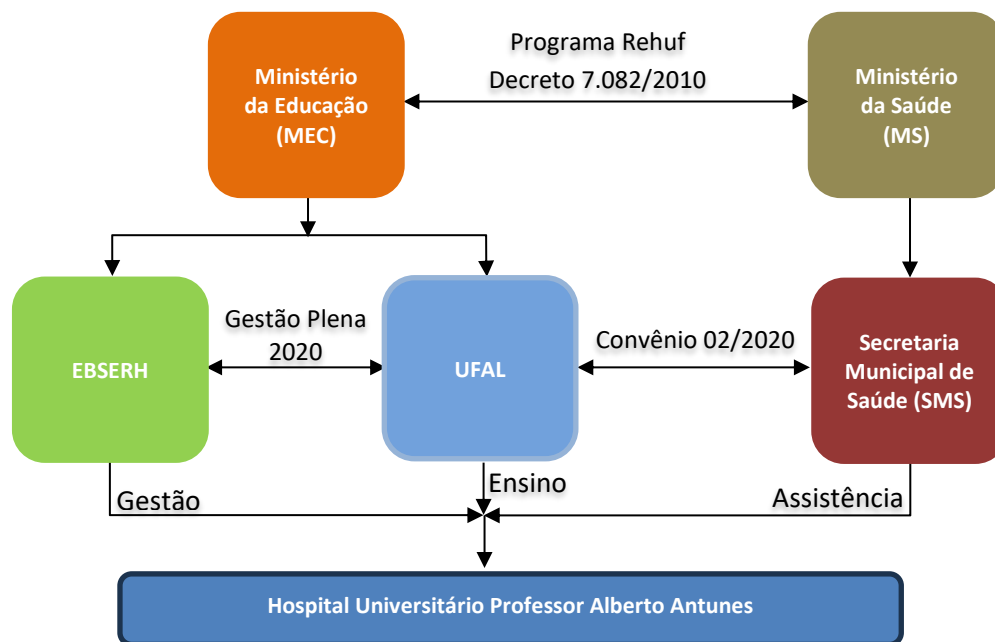 Ministério
da Educação
(MEC)
Programa Rehuf
Decreto 7.082/2010
Ministério
da Saúde
(MS)
EBSERH
Gestão Plena
2020
UFAL
Convênio 02/2020
Secretaria
Municipal de
Saúde (SMS)
Gestão
Ensino
Assistência
Hospital Universitário Professor Alberto Antunes